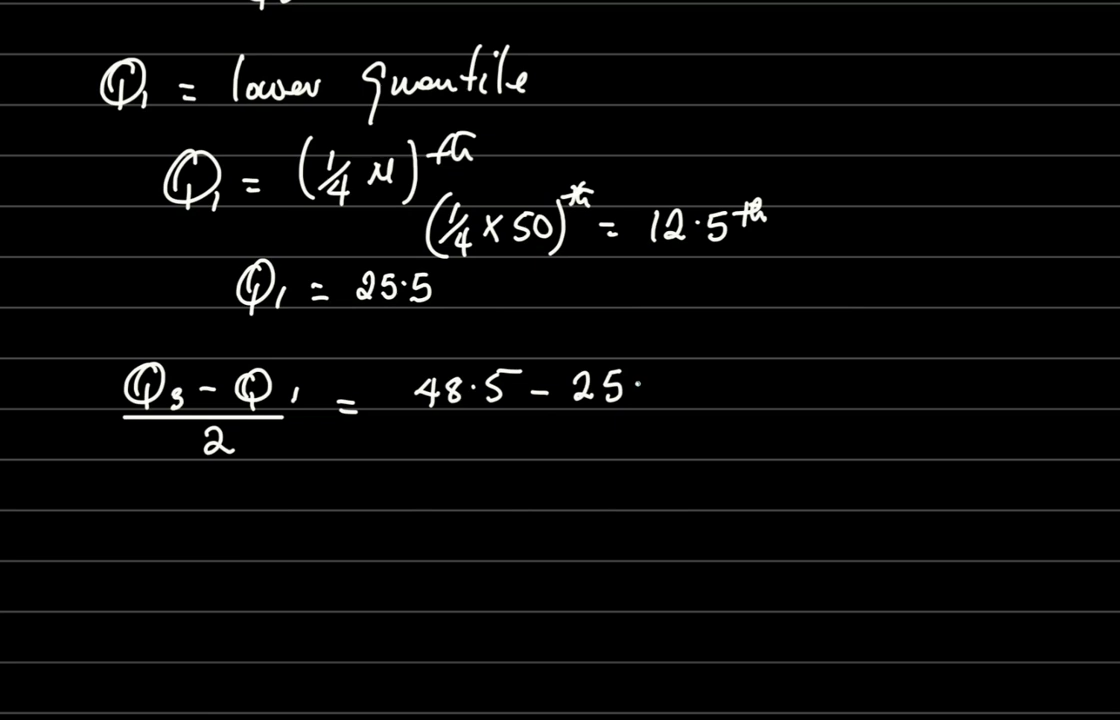 Q₁ = lower quantile
Q₁ = (1/4 N)th
(1/4 × 50)th = 12.5th
Q₁ = 25.5
Q₃ - Q₁ / 2 = 48.5 - 25.